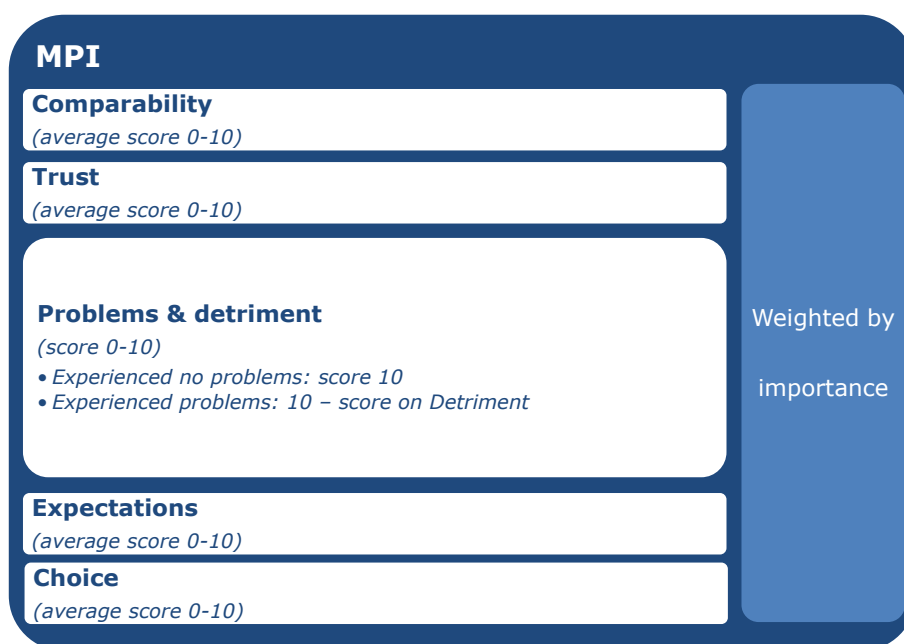 MPI
Comparability
(average score 0-10)
Trust
(average score 0-10)
Problems & detriment
(score 0-10)
• Experienced no problems: score 10
• Experienced problems: 10 – score on Detriment
Expectations
(average score 0-10)
Choice
(average score 0-10)
Weighted by
importance